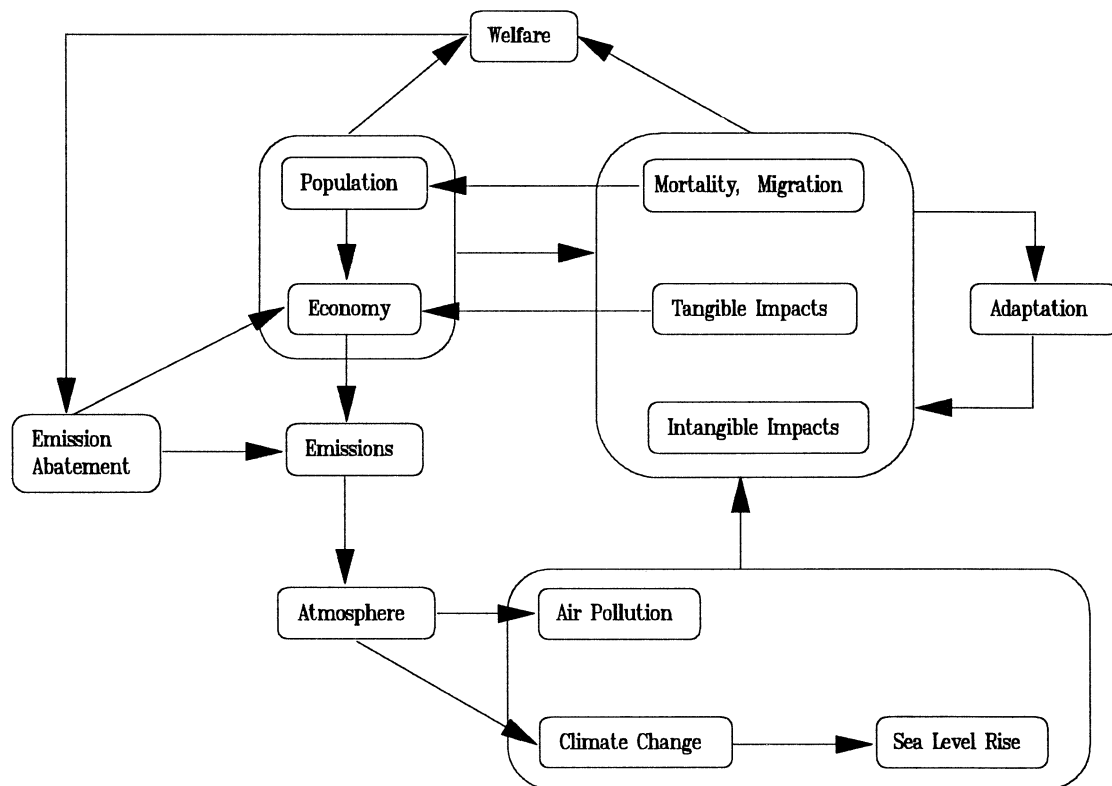 Welfare
Population
Mortality, Migration
Economy
Tangible Impacts
Adaptation
Emission
Abatement
Emissions
Intangible Impacts
Atmosphere
Air Pollution
Climate Change
Sea Level Rise